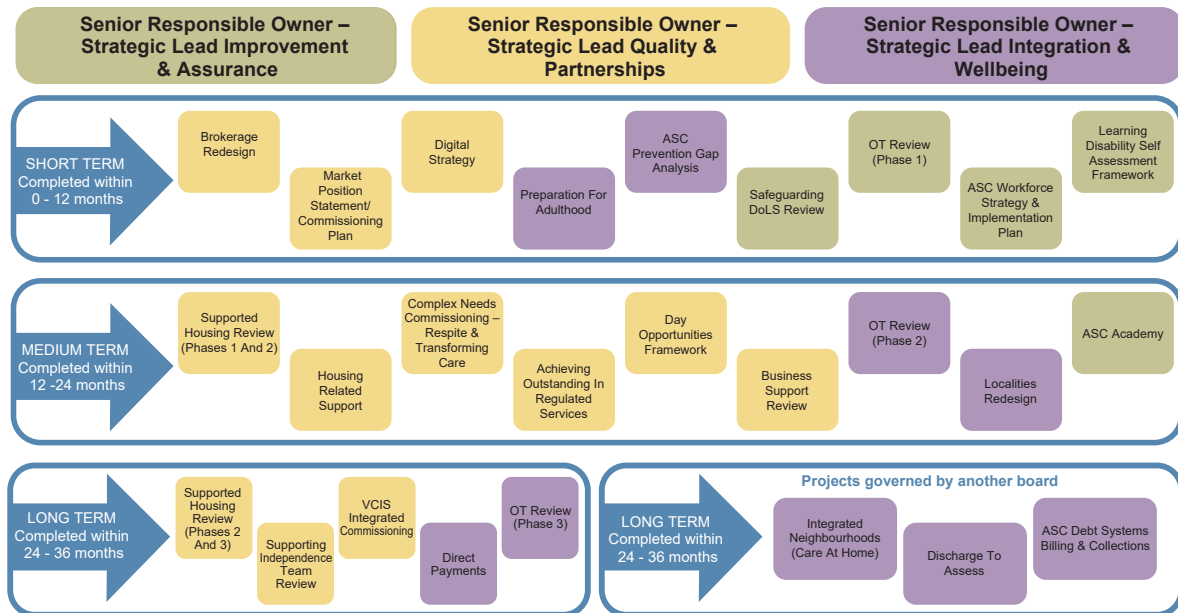 Senior Responsible Owner –
Strategic Lead Improvement
& Assurance
Senior Responsible Owner –
Strategic Lead Quality &
Partnerships
Senior Responsible Owner –
Strategic Lead Integration &
Wellbeing
SHORT TERM
Completed within
0 - 12 months
Brokerage
Redesign
Market
Position
Statement/
Commissioning
Plan
Digital
Strategy
Preparation For
Adulthood
ASC
Prevention Gap
Analysis
Safeguarding
DoLS Review
OT Review
(Phase 1)
ASC Workforce
Strategy &
Implementation
Plan
Learning
Disability Self
Assessment
Framework
MEDIUM TERM
Completed within
12 -24 months
Supported
Housing Review
(Phases 1 And 2)
Housing
Related
Support
Complex Needs
Commissioning –
Respite &
Transforming
Care
Achieving
Outstanding In
Regulated
Services
Day
Opportunities
Framework
Business
Support
Review
OT Review
(Phase 2)
Localities
Redesign
ASC Academy
LONG TERM
Completed within
24 - 36 months
Supported
Housing
Review
(Phases 2
And 3)
Supporting
Independence
Team
Review
VCIS
Integrated
Commissioning
Direct
Payments
OT Review
(Phase 3)
Projects governed by another board
LONG TERM
Completed within
24 - 36 months
Integrated
Neighbourhoods
(Care At Home)
Discharge To
Assess
ASC Debt Systems
Billing & Collections